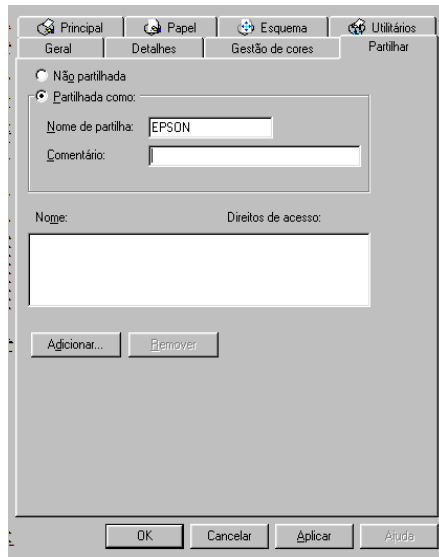 Principal Papel Esquema Utilitários
Geral Detalhes Gestão de cores Partilhar
Não partilhada
Partilhada como:
Nome de partilha: EPSON
Comentário:
Nome: Direitos de acesso:
Adicionar... Remover
OK Cancelar Aplicar Ajuda